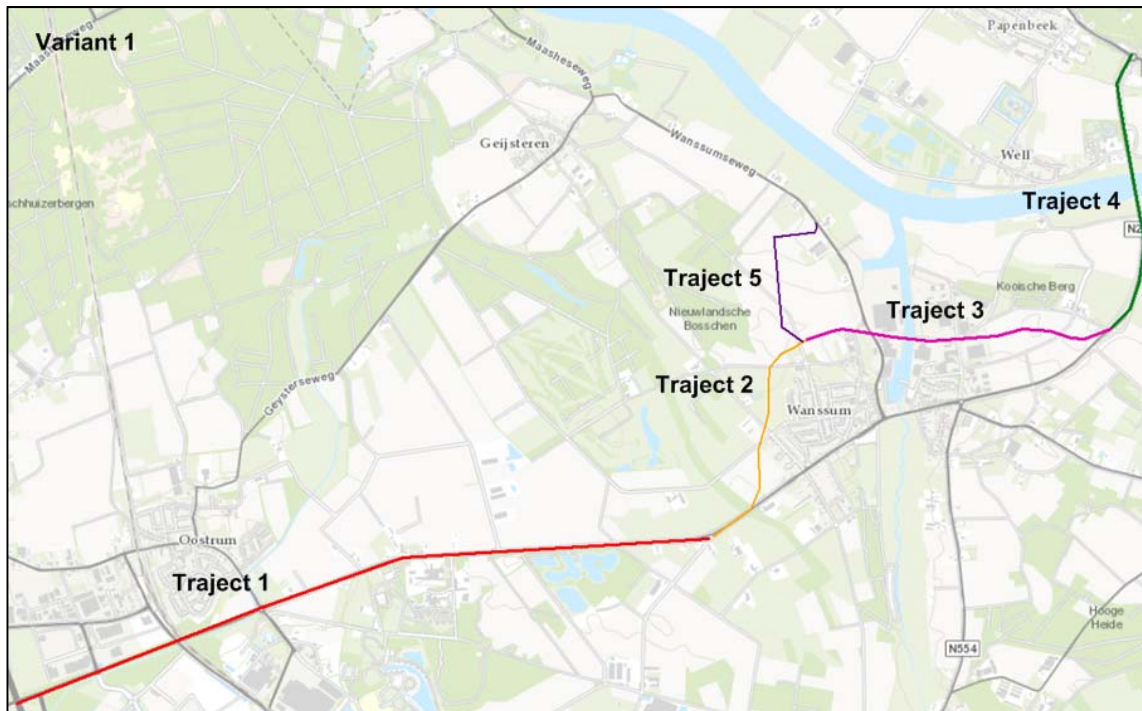 Variant 1
Maasheseweg
Papenbeek
Geijsteren
Wanssumseweg
Well
Traject 4
N2
Traject 5
Kooische Berg
Nieuwlandsche
Bosschen
Traject 3
Traject 2
Geysterseweg
Wanssum
Oostrum
Traject 1
Hooge
Heide
N554